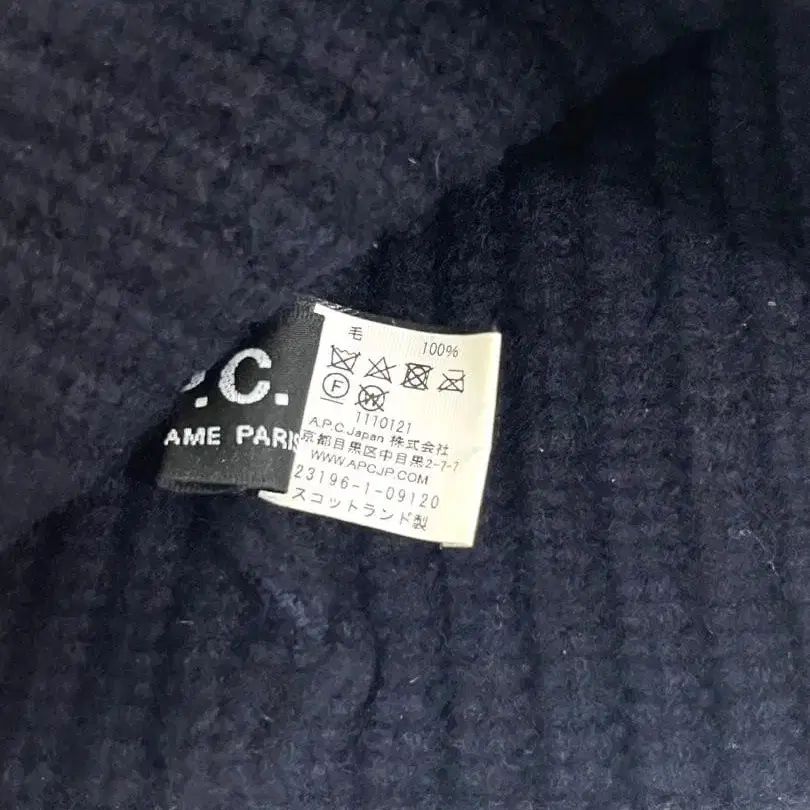 P.C.
AME PARIS
毛 100%
F
W
1110121
A.P.C.Japan 株式会社
京都目黒区中目黒2-7-7
WWW.APCJP.COM
23196-1-09120
スコットランド製